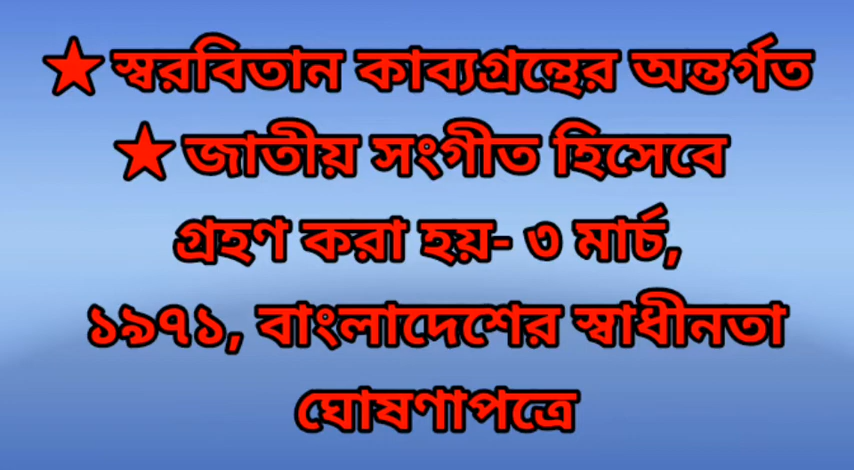 ★ স্বরবিতান কাব্যগ্রন্থের অন্তর্গত
★ জাতীয় সংগীত হিসেবে
গ্রহণ করা হয়- ৩ মার্চ,
১৯৭১, বাংলাদেশের স্বাধীনতা
ঘোষণাপত্রে